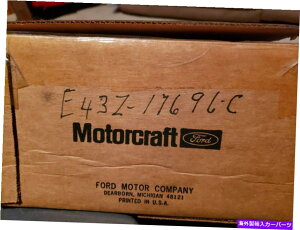 E43Z-17696-C
Motorcraft Ford
FORD MOTOR COMPANY
DEARBORN, MICHIGAN 48121
PRINTED IN U.S.A.
海外製輸入カーパーツ